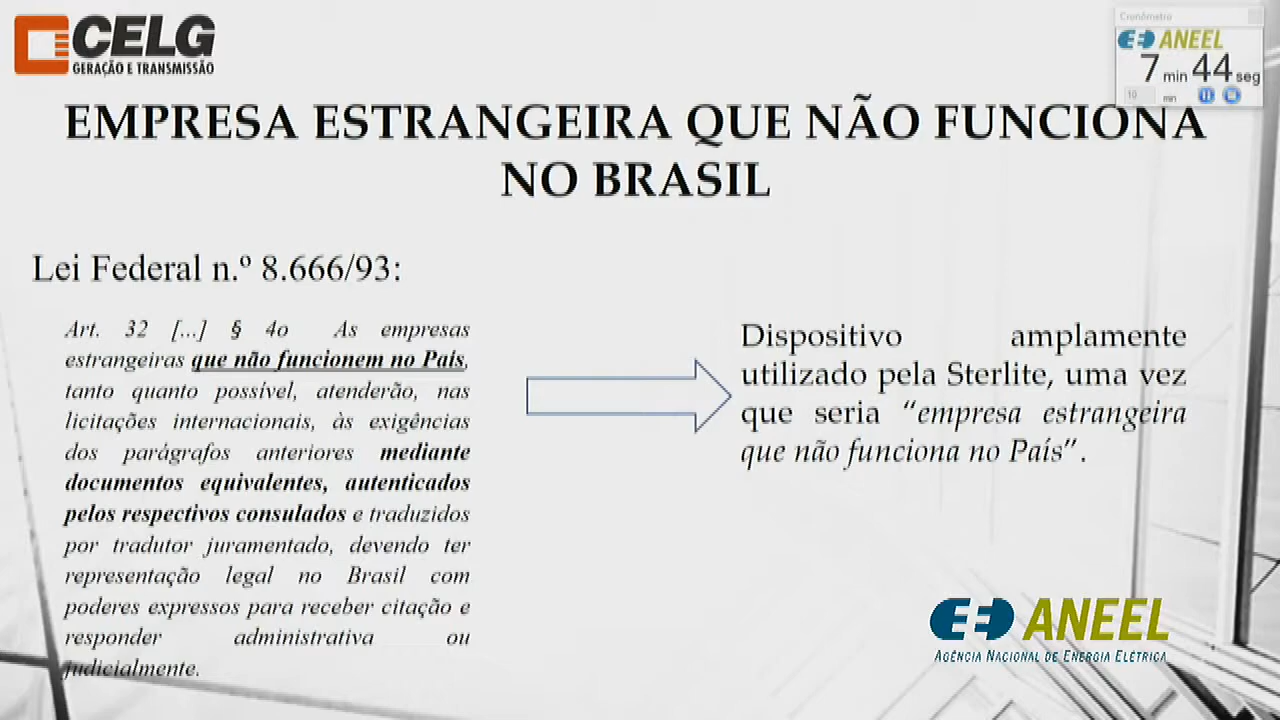 CELG
GERAÇÃO E TRANSMISSÃO
Cronômetro
ANEEL
7 min 44 seg
10 min
EMPRESA ESTRANGEIRA QUE NÃO FUNCIONA
NO BRASIL
Lei Federal n.º 8.666/93:
Art. 32 [...] § 4o As empresas
estrangeiras que não funcionem no País,
tanto quanto possível, atenderão, nas
licitações internacionais, às exigências
dos parágrafos anteriores mediante
documentos equivalentes, autenticados
pelos respectivos consulados e traduzidos
por tradutor juramentado, devendo ter
representação legal no Brasil com
poderes expressos para receber citação e
responder administrativa ou
judicialmente.
Dispositivo amplamente
utilizado pela Sterlite, uma vez
que seria “empresa estrangeira
que não funciona no País”.
ANEEL
AGÊNCIA NACIONAL DE ENERGIA ELÉTRICA